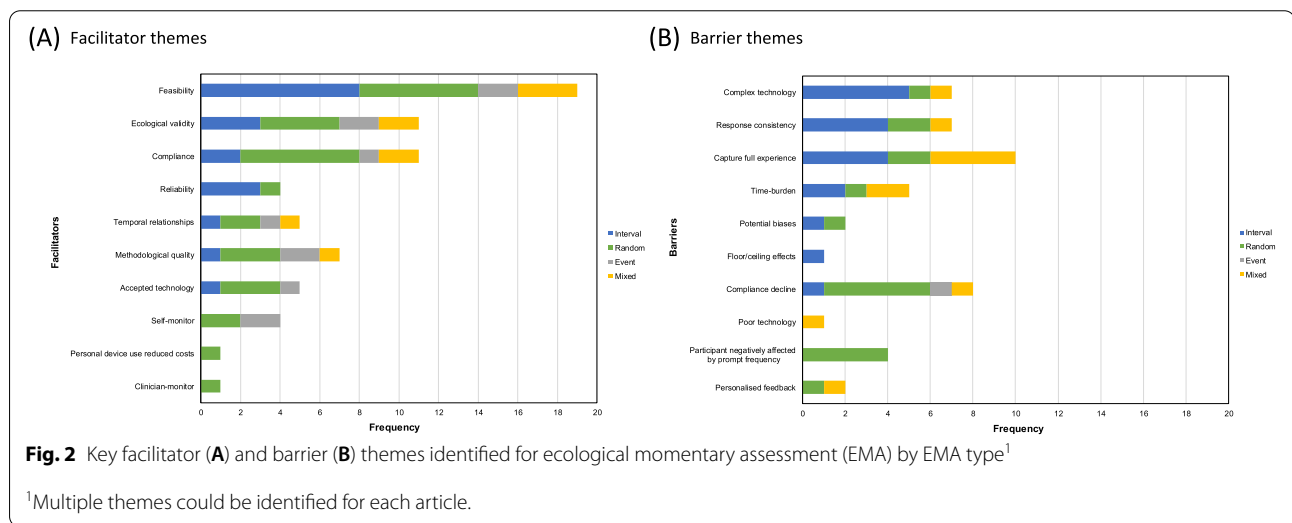 (A) Facilitator themes
Facilitators
Feasibility
Ecological validity
Compliance
Reliability
Temporal relationships
Methodological quality
Accepted technology
Self-monitor
Personal device use reduced costs
Clinician-monitor
0 2 4 6 8 10 12 14 16 18 20
Frequency
Interval
Random
Event
Mixed
(B) Barrier themes
Barriers
Complex technology
Response consistency
Capture full experience
Time-burden
Potential biases
Floor/ceiling effects
Compliance decline
Poor technology
Participant negatively affected
by prompt frequency
Personalised feedback
0 2 4 6 8 10 12 14 16 18 20
Frequency
Interval
Random
Event
Mixed
Fig. 2 Key facilitator (A) and barrier (B) themes identified for ecological momentary assessment (EMA) by EMA type¹
¹Multiple themes could be identified for each article.